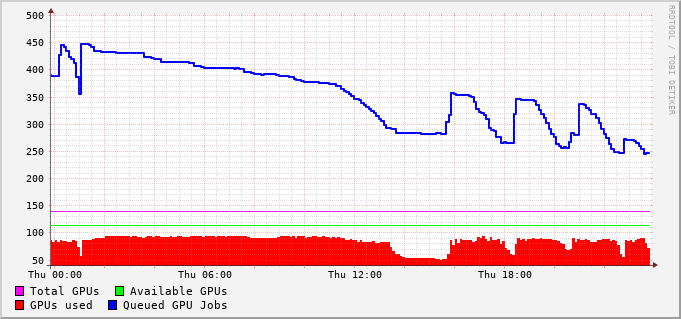 500
450
400
350
300
250
200
150
100
50
Thu 00:00 Thu 06:00 Thu 12:00 Thu 18:00
RRDTOOL / TOBI OETIKER
Total GPUs Available GPUs
GPUs used Queued GPU Jobs